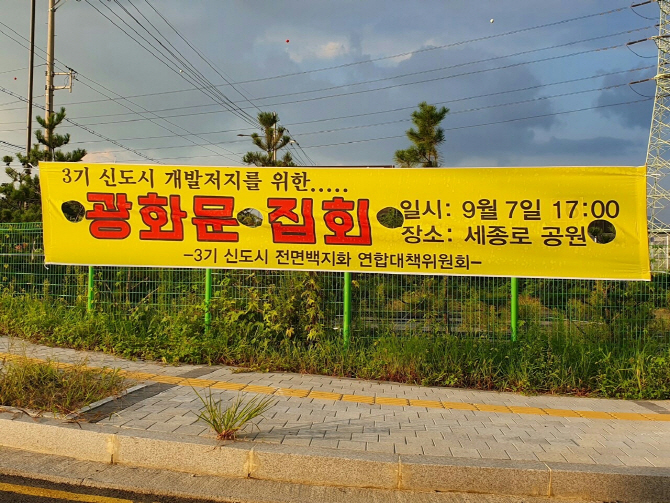 3기 신도시 개발저지를 위한.....
광화문 집회
일시: 9월 7일 17:00
장소: 세종로 공원
-3기 신도시 전면백지화 연합대책위원회-